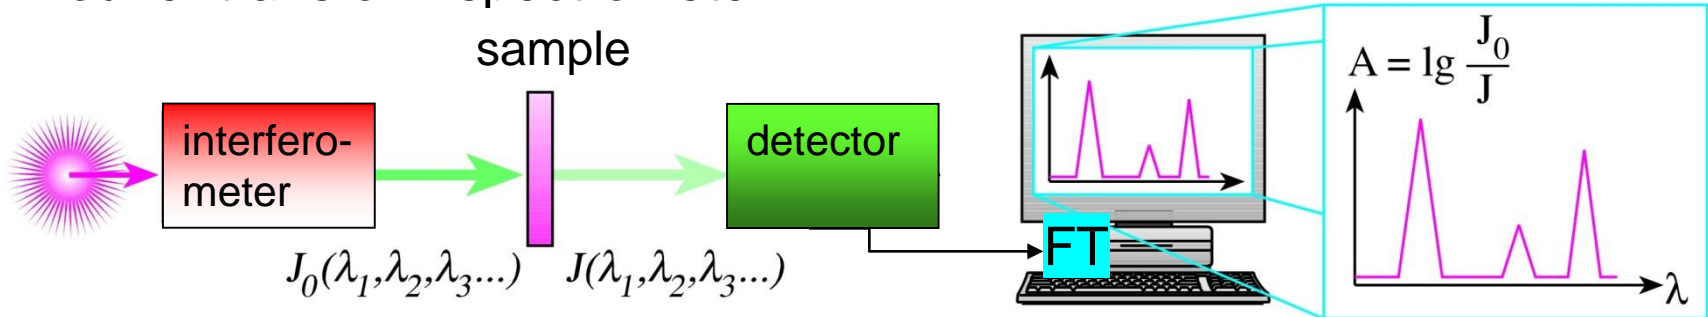 sample
interfero-
meter
detector
J₀(λ₁,λ₂,λ₃...)
J(λ₁,λ₂,λ₃...)
FT
A = lg J₀/J
λ